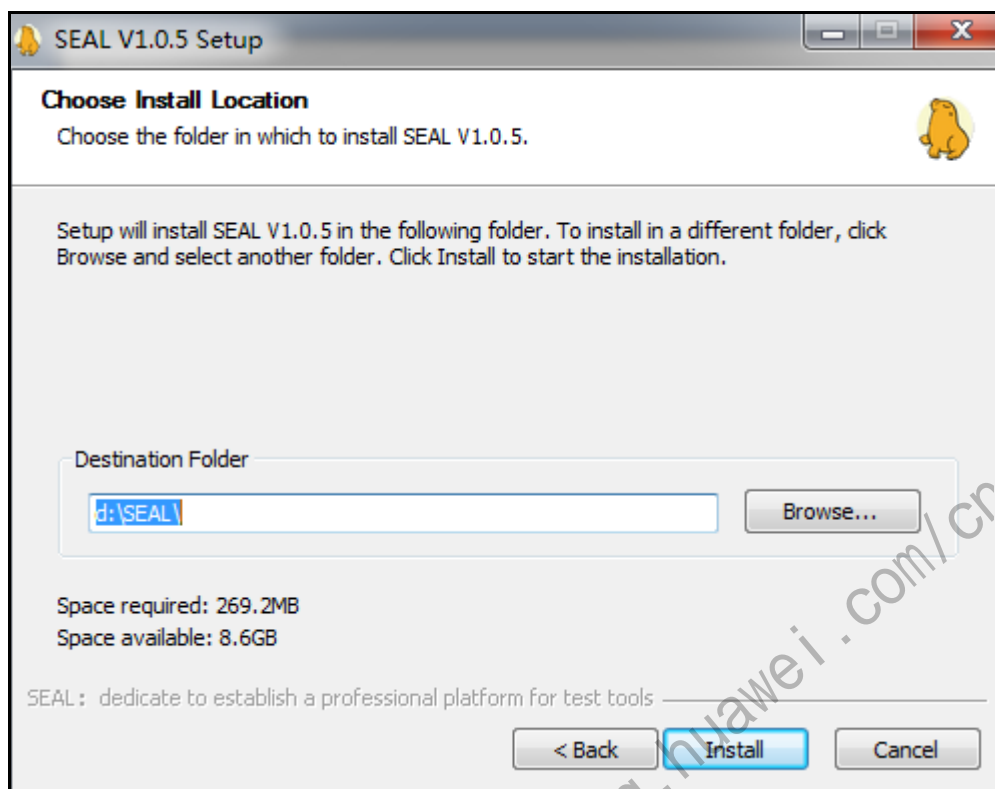 SEAL V1.0.5 Setup
Choose Install Location
Choose the folder in which to install SEAL V1.0.5.
Setup will install SEAL V1.0.5 in the following folder. To install in a different folder, click
Browse and select another folder. Click Install to start the installation.
Destination Folder
d:\SEAL\
Browse...
Space required: 269.2MB
Space available: 8.6GB
SEAL: dedicate to establish a professional platform for test tools
< Back
Install
Cancel
g.huawei.com/cn